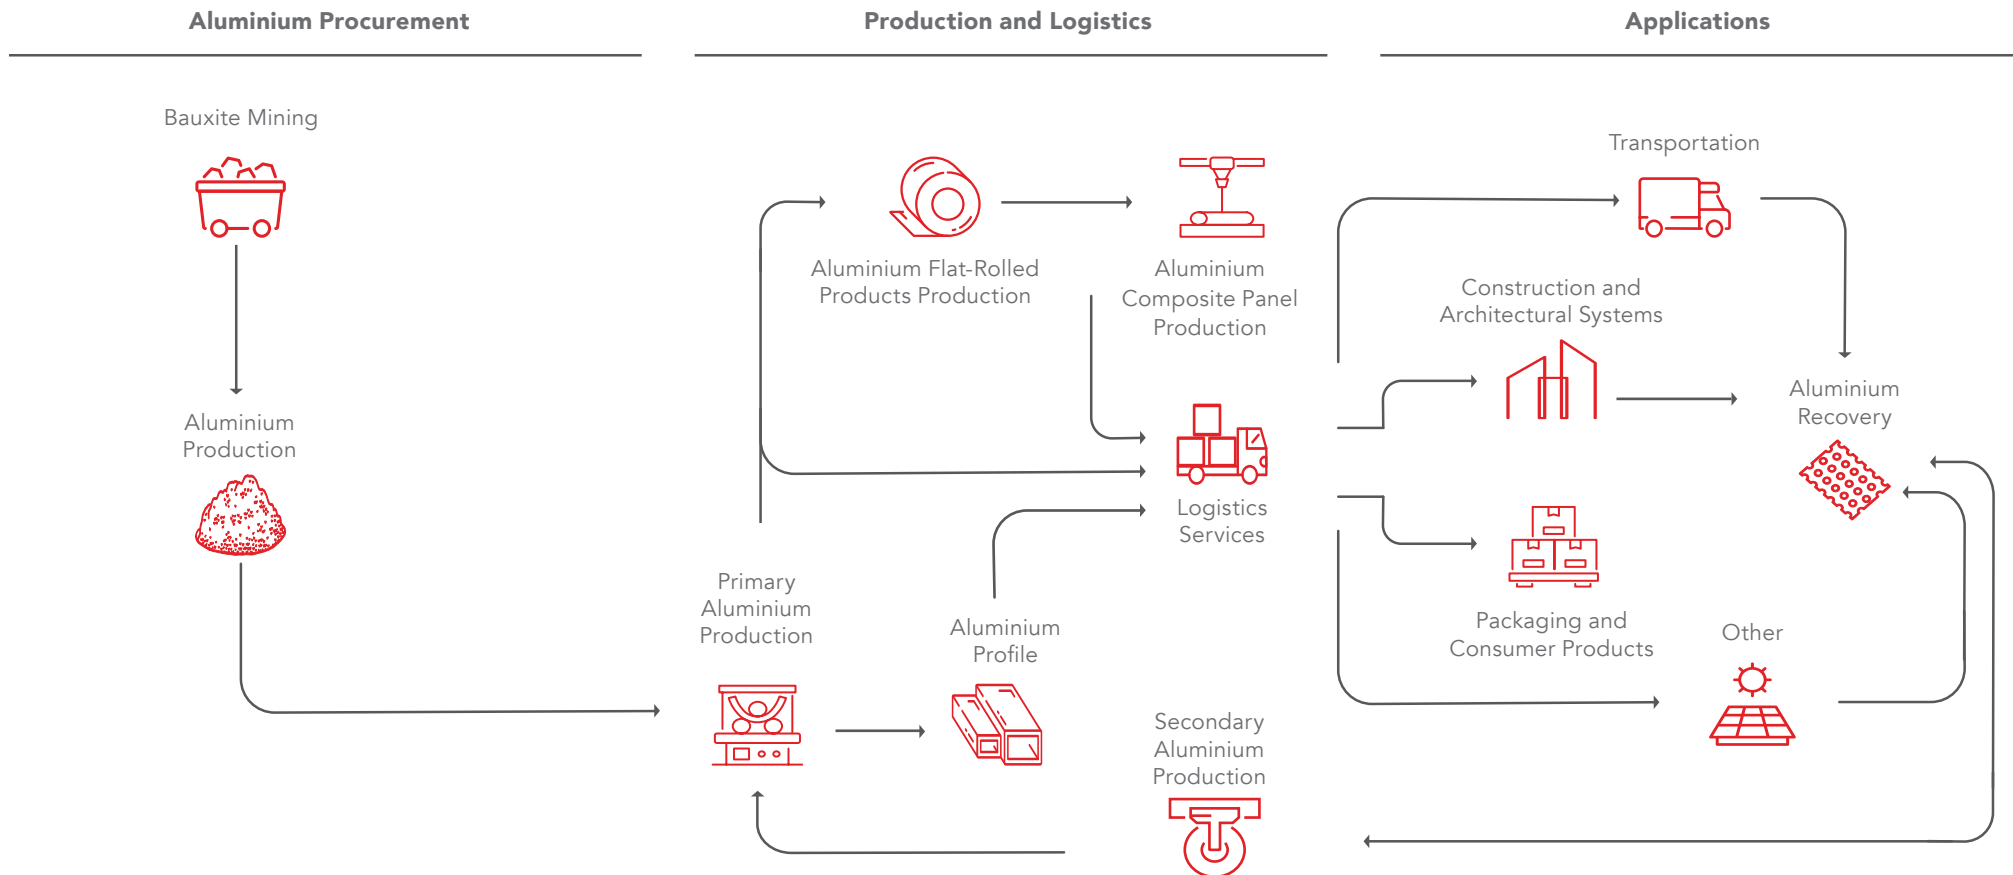 Aluminium Procurement
Production and Logistics
Applications
Bauxite Mining
Aluminium
Production
Aluminium Flat-Rolled
Products Production
Aluminium
Composite Panel
Production
Logistics
Services
Primary
Aluminium
Production
Aluminium
Profile
Secondary
Aluminium
Production
Transportation
Construction and
Architectural Systems
Aluminium
Recovery
Packaging and
Consumer Products
Other